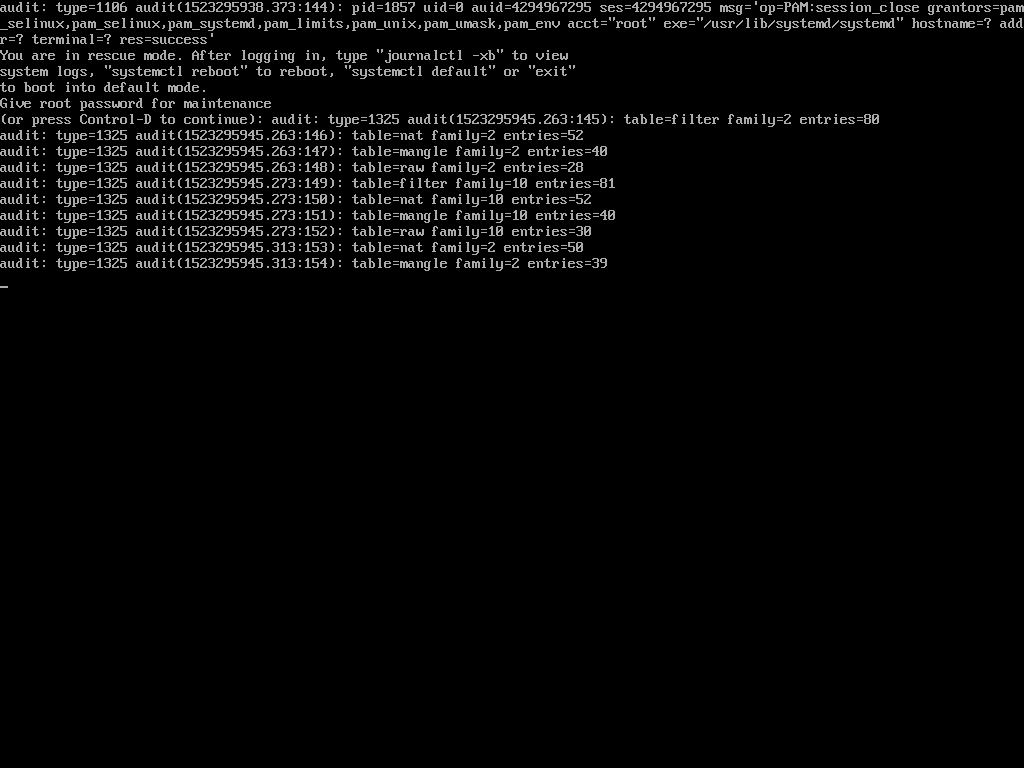 audit: type=1106 audit(1523295938.373:144): pid=1857 uid=0 auid=4294967295 ses=4294967295 msg='op=PAM:session_close grantors=pam
_selinux,pam_selinux,pam_systemd,pam_limits,pam_unix,pam_umask,pam_env acct="root" exe="/usr/lib/systemd/systemd" hostname=? add
r=? terminal=? res=success'
You are in rescue mode. After logging in, type "journalctl -xb" to view
system logs, "systemctl reboot" to reboot, "systemctl default" or "exit"
to boot into default mode.
Give root password for maintenance
(or press Control-D to continue): audit: type=1325 audit(1523295945.263:145): table=filter family=2 entries=80
audit: type=1325 audit(1523295945.263:146): table=nat family=2 entries=52
audit: type=1325 audit(1523295945.263:147): table=mangle family=2 entries=40
audit: type=1325 audit(1523295945.263:148): table=raw family=2 entries=28
audit: type=1325 audit(1523295945.273:149): table=filter family=10 entries=81
audit: type=1325 audit(1523295945.273:150): table=nat family=10 entries=52
audit: type=1325 audit(1523295945.273:151): table=mangle family=10 entries=40
audit: type=1325 audit(1523295945.273:152): table=raw family=10 entries=30
audit: type=1325 audit(1523295945.313:153): table=nat family=2 entries=50
audit: type=1325 audit(1523295945.313:154): table=mangle family=2 entries=39